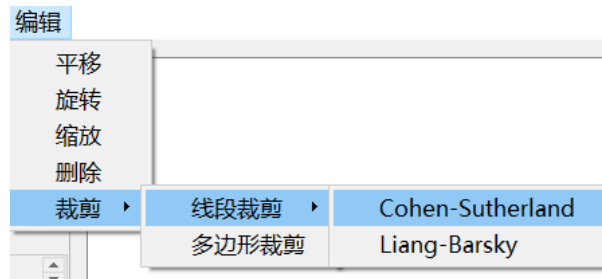 编辑
平移
旋转
缩放
删除
裁剪 线段裁剪 Cohen-Sutherland
多边形裁剪 Liang-Barsky